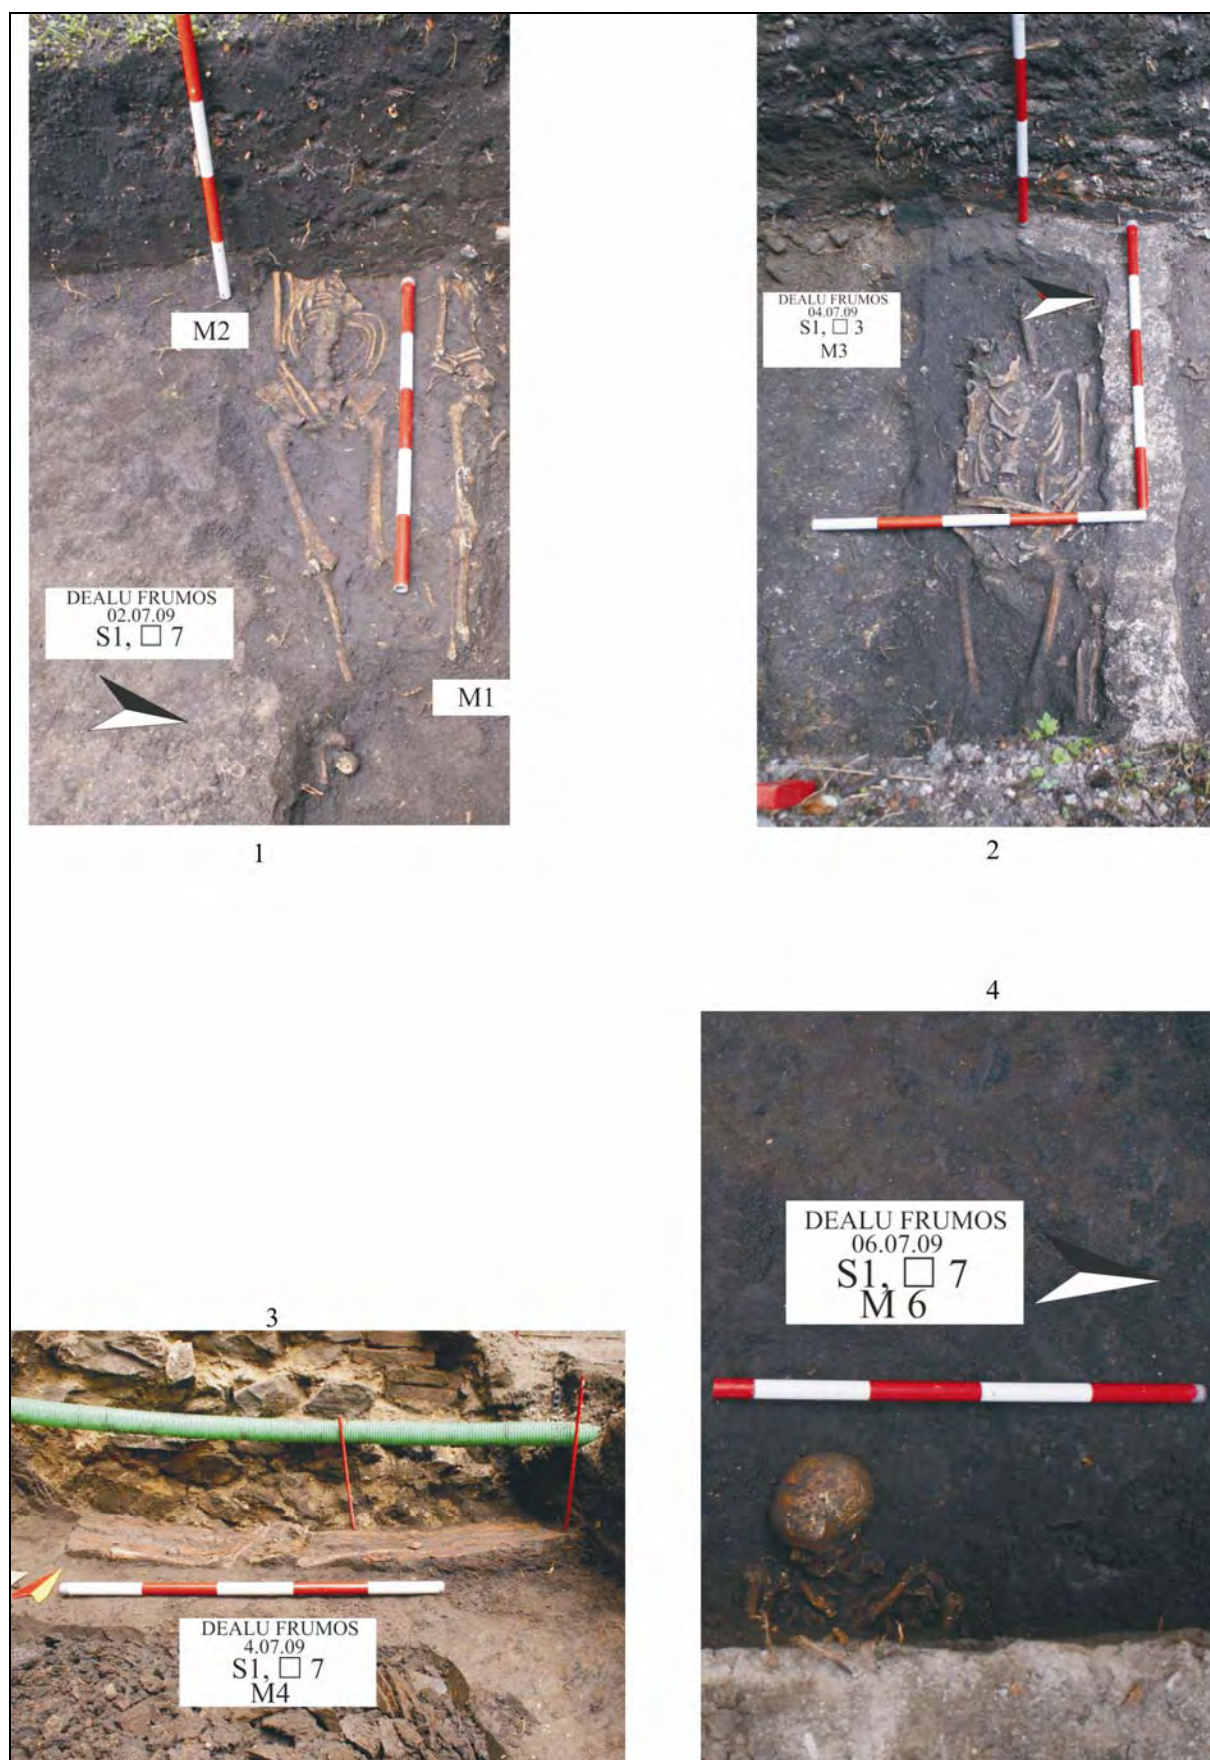 M2
DEALU FRUMOS
02.07.09
S1, □ 7
M1
1
DEALU FRUMOS
04.07.09
S1, □ 3
M3
2
3
DEALU FRUMOS
4.07.09
S1, □ 7
M4
4
DEALU FRUMOS
06.07.09
S1, □ 7
M 6